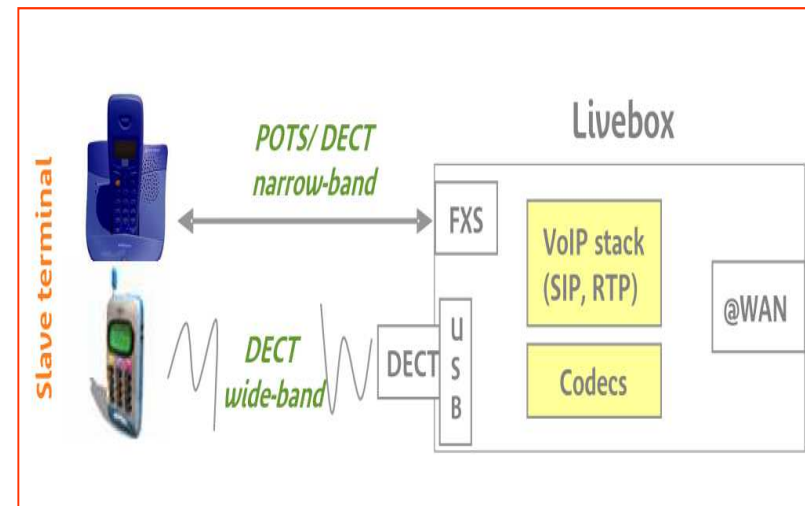 Livebox
Slave terminal
POTS/ DECT
narrow-band
FXS
VoIP stack
(SIP, RTP)
@WAN
DECT
wide-band
DECT
U
S
B
Codecs